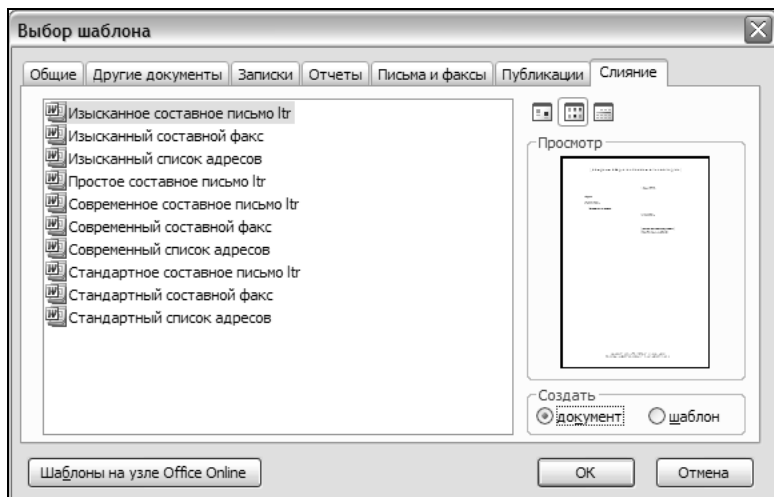 Выбор шаблона
Общие Другие документы Записки Отчеты Письма и факсы Публикации Слияние
Изысканное составное письмо ltr
Изысканный составной факс
Изысканный список адресов
Простое составное письмо ltr
Современное составное письмо ltr
Современный составной факс
Современный список адресов
Стандартное составное письмо ltr
Стандартный составной факс
Стандартный список адресов
Просмотр
Создать
документ шаблон
Шаблоны на узле Office Online OK Отмена